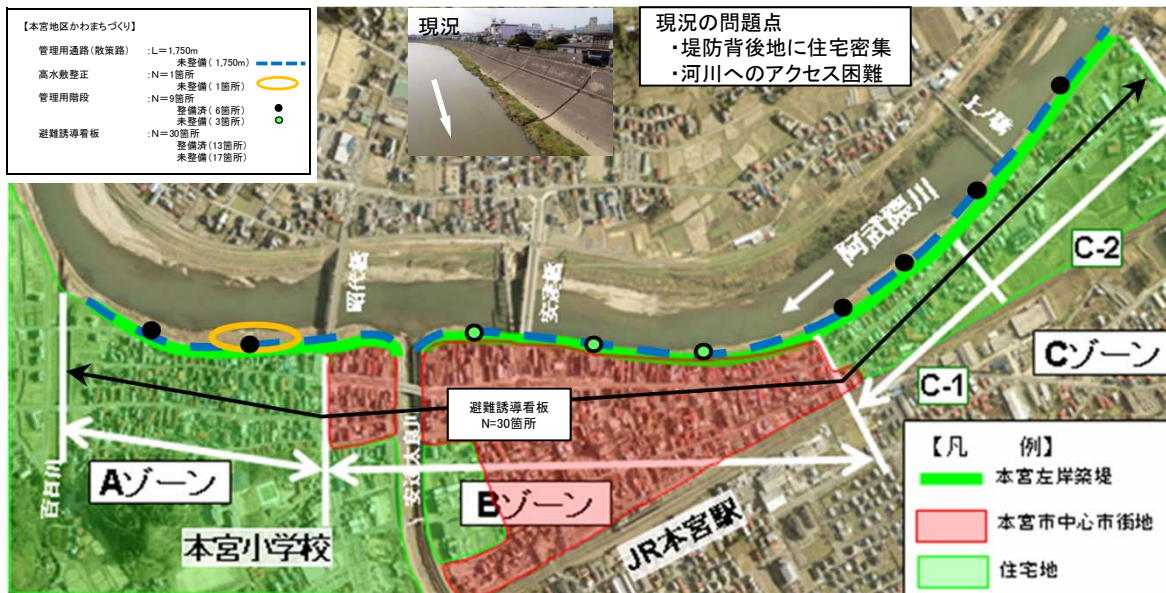 【本宮地区かわまちづくり】
管理用通路(散策路) :L=1,750m
未整備(1,750m)
高水敷整正 :N=1箇所
未整備(1箇所)
管理用階段 :N=9箇所
整備済(6箇所)
未整備(3箇所)
避難誘導看板 :N=30箇所
整備済(13箇所)
未整備(17箇所)
現況
現況の問題点
・堤防背後地に住宅密集
・河川へのアクセス困難
上ノ橋
阿武隈川
昭代橋
安達橋
C-2
Cゾーン
C-1
避難誘導看板
N=30箇所
百日川
Aゾーン
安達太良川
Bゾーン
本宮小学校
JR本宮駅
【凡 例】
本宮左岸築堤
本宮市中心市街地
住宅地